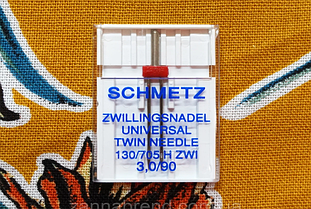 SCHMETZ
ZWILLINGSNADEL
UNIVERSAL
TWIN NEEDLE
130/705 H ZWI
3,0/90